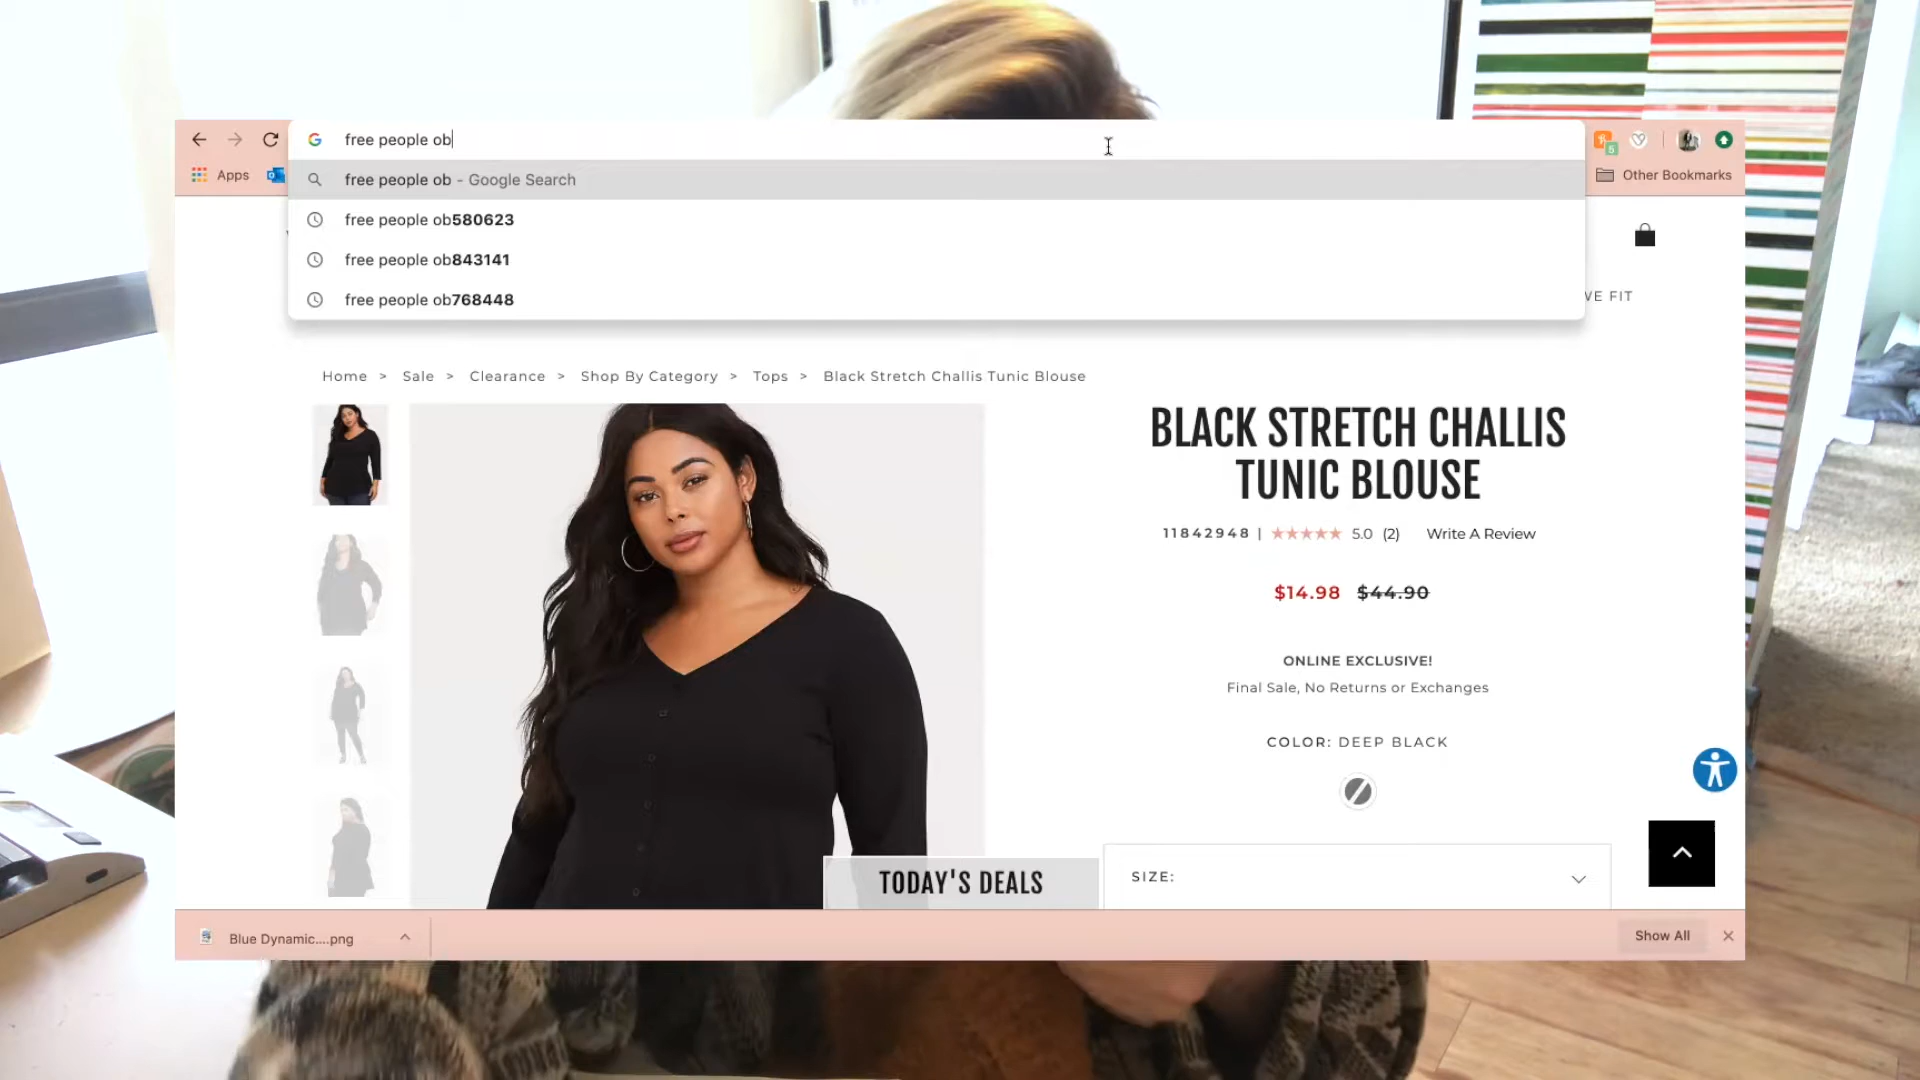 free people ob
Apps
Other Bookmarks
free people ob - Google Search
free people ob580623
free people ob843141
free people ob768448
WE FIT
Home > Sale > Clearance > Shop By Category > Tops > Black Stretch Challis Tunic Blouse
BLACK STRETCH CHALLIS
TUNIC BLOUSE
11842948 | ★★★★★ 5.0 (2) Write A Review
$14.98 $44.90
ONLINE EXCLUSIVE!
Final Sale, No Returns or Exchanges
COLOR: DEEP BLACK
SIZE:
TODAY'S DEALS
Blue Dynamic....png
Show All
5